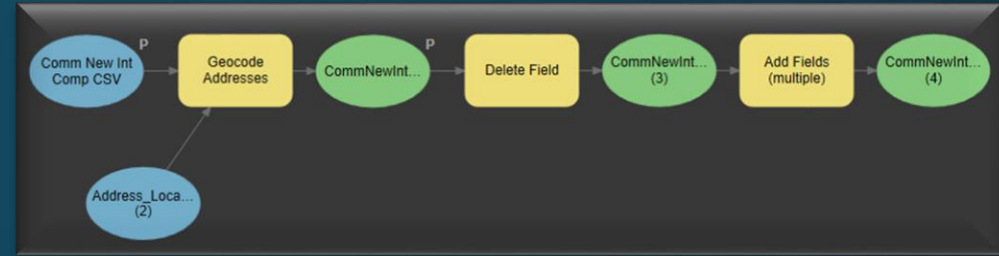 Comm New Int
Comp CSV
P
Geocode
Addresses
CommNewInt...
P
Delete Field
CommNewInt...
(3)
Add Fields
(multiple)
CommNewInt...
(4)
Address_Loca...
(2)